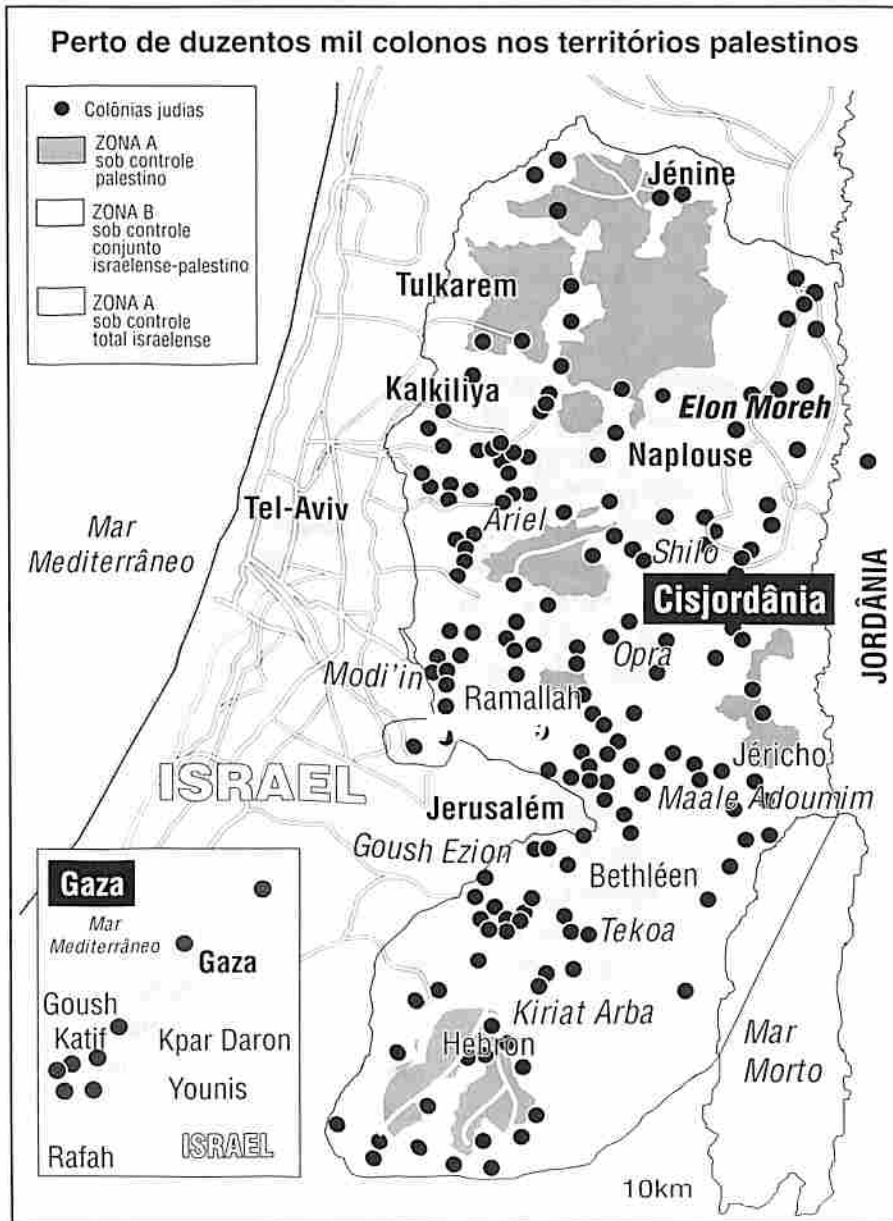 Perto de duzentos mil colonos nos territórios palestinos
Colônias judias
ZONA A
sob controle
palestino
ZONA B
sob controle
conjunto
israelense-palestino
ZONA A
sob controle
total israelense
Jénine
Tulkarem
Kalkiliya
Elon Moreh
Naplouse
Tel-Aviv
Mar
Mediterrâneo
Ariel
Shilo
Cisjordânia
JORDÂNIA
Opra
Modi'in
Ramallah
Jéricho
ISRAEL
Maale Adoumim
Jerusalém
Goush Ezion
Bethléen
Tekoa
Kiriat Arba
Hebron
Mar
Morto
10km
Gaza
Mar
Mediterrâneo
Gaza
Goush
Katif
Kpar Daron
Younis
ISRAEL
Rafah